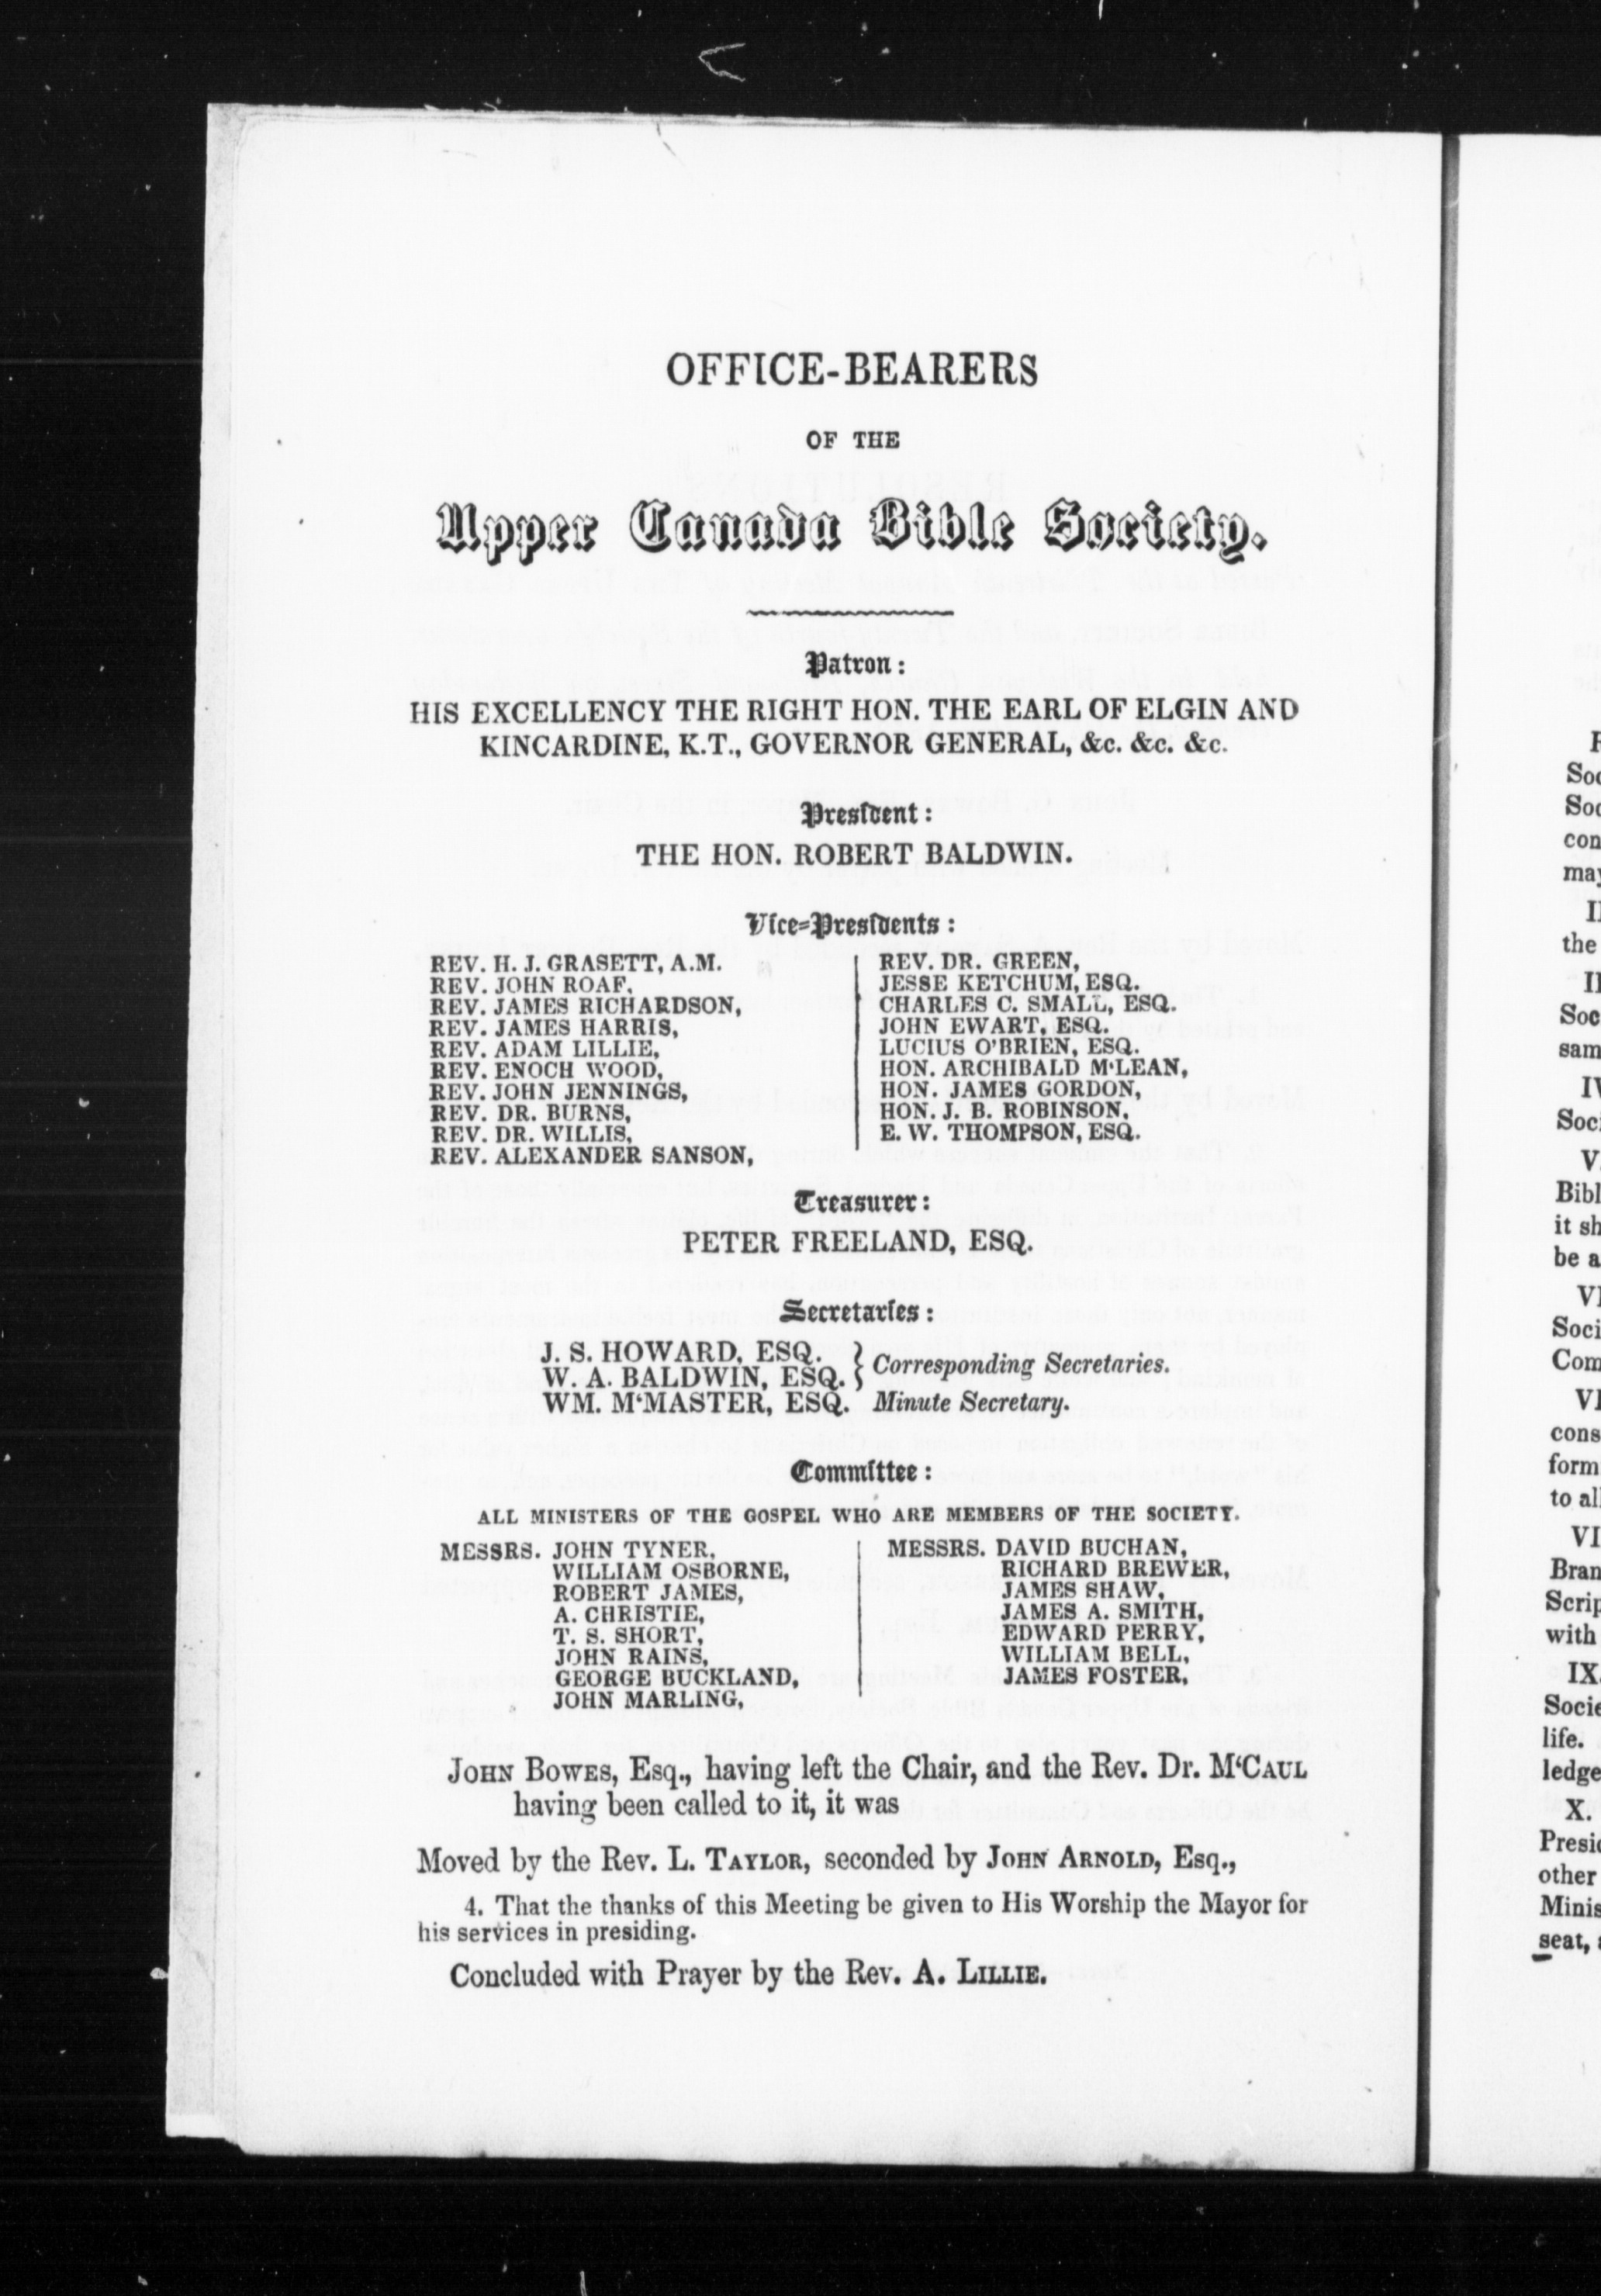 OFFICE-BEARERS
OF THE
Upper Canada Bible Society.
Patron:
HIS EXCELLENCY THE RIGHT HON. THE EARL OF ELGIN AND
KINCARDINE, K.T., GOVERNOR GENERAL, &c. &c. &c.
President:
THE HON. ROBERT BALDWIN.
Vice-Presidents:
REV. H. J. GRASETT, A.M.
REV. JOHN ROAF,
REV. JAMES RICHARDSON,
REV. JAMES HARRIS,
REV. ADAM LILLIE,
REV. ENOCH WOOD,
REV. JOHN JENNINGS,
REV. DR. BURNS,
REV. DR. WILLIS,
REV. ALEXANDER SANSON,
REV. DR. GREEN,
JESSE KETCHUM, ESQ.
CHARLES C. SMALL, ESQ.
JOHN EWART, ESQ.
LUCIUS O'BRIEN, ESQ.
HON. ARCHIBALD M'LEAN,
HON. JAMES GORDON,
HON. J. B. ROBINSON,
E. W. THOMPSON, ESQ.
Treasurer:
PETER FREELAND, ESQ.
Secretaries:
J. S. HOWARD, ESQ.
W. A. BALDWIN, ESQ. } Corresponding Secretaries.
WM. M'MASTER, ESQ. Minute Secretary.
Committee:
ALL MINISTERS OF THE GOSPEL WHO ARE MEMBERS OF THE SOCIETY.
MESSRS. JOHN TYNER,
WILLIAM OSBORNE,
ROBERT JAMES,
A. CHRISTIE,
T. S. SHORT,
JOHN RAINS,
GEORGE BUCKLAND,
JOHN MARLING,
MESSRS. DAVID BUCHAN,
RICHARD BREWER,
JAMES SHAW,
JAMES A. SMITH,
EDWARD PERRY,
WILLIAM BELL,
JAMES FOSTER,
JOHN BOWES, Esq., having left the Chair, and the Rev. Dr. M'CAUL
having been called to it, it was
Moved by the Rev. L. TAYLOR, seconded by JOHN ARNOLD, Esq.,
4. That the thanks of this Meeting be given to His Worship the Mayor for
his services in presiding.
Concluded with Prayer by the Rev. A. LILLIE.